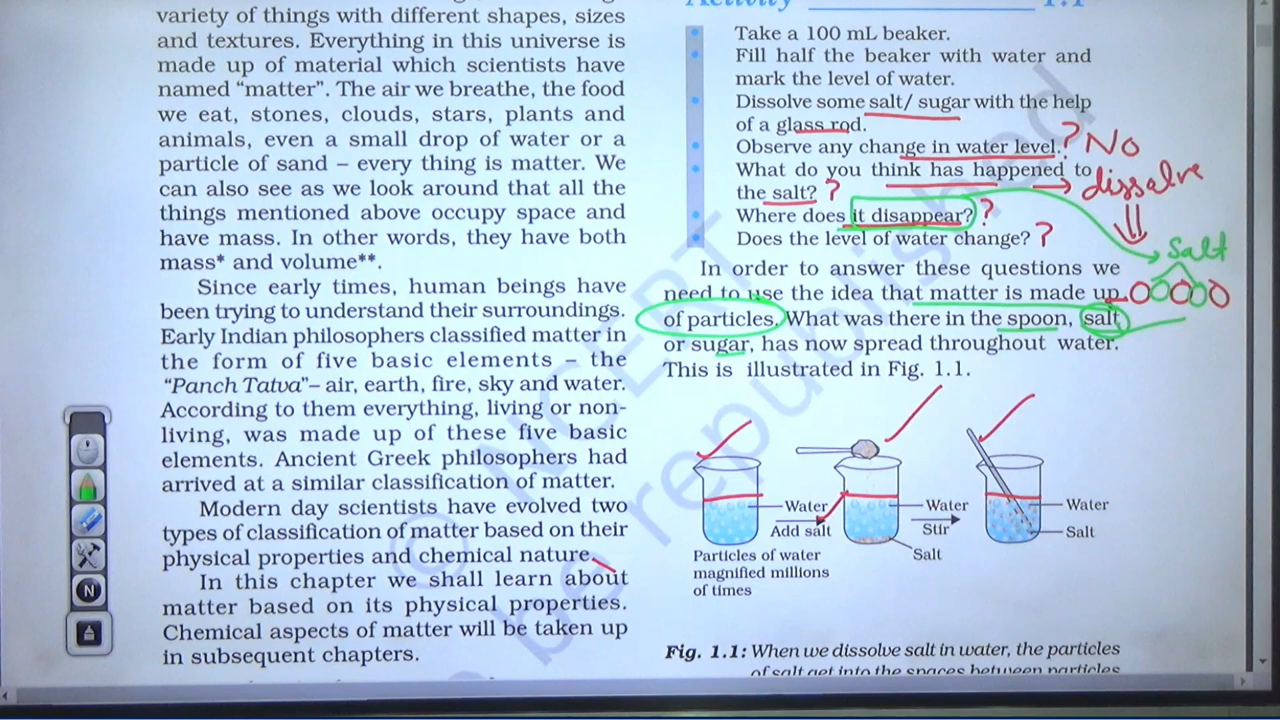 variety of things with different shapes, sizes
and textures. Everything in this universe is
made up of material which scientists have
named “matter”. The air we breathe, the food
we eat, stones, clouds, stars, plants and
animals, even a small drop of water or a
particle of sand – every thing is matter. We
can also see as we look around that all the
things mentioned above occupy space and
have mass. In other words, they have both
mass* and volume**.
Since early times, human beings have
been trying to understand their surroundings.
Early Indian philosophers classified matter in
the form of five basic elements – the
“Panch Tatva”– air, earth, fire, sky and water.
According to them everything, living or non-
living, was made up of these five basic
elements. Ancient Greek philosophers had
arrived at a similar classification of matter.
Modern day scientists have evolved two
types of classification of matter based on their
physical properties and chemical nature.
In this chapter we shall learn about
matter based on its physical properties.
Chemical aspects of matter will be taken up
in subsequent chapters.
Activity 1.1
Take a 100 mL beaker.
Fill half the beaker with water and
mark the level of water.
Dissolve some salt/ sugar with the help
of a glass rod.
Observe any change in water level. ? No
What do you think has happened to
the salt? ? → dissolve
Where does it disappear? ?
Does the level of water change? ?
Salt
In order to answer these questions we
need to use the idea that matter is made up
of particles. What was there in the spoon, salt
or sugar, has now spread throughout water.
This is illustrated in Fig. 1.1.
Water
Add salt
Water
Stir
Salt
Water
Salt
Particles of water
magnified millions
of times
Fig. 1.1: When we dissolve salt in water, the particles
of salt get into the spaces between particles
© NCERT
be republished
N